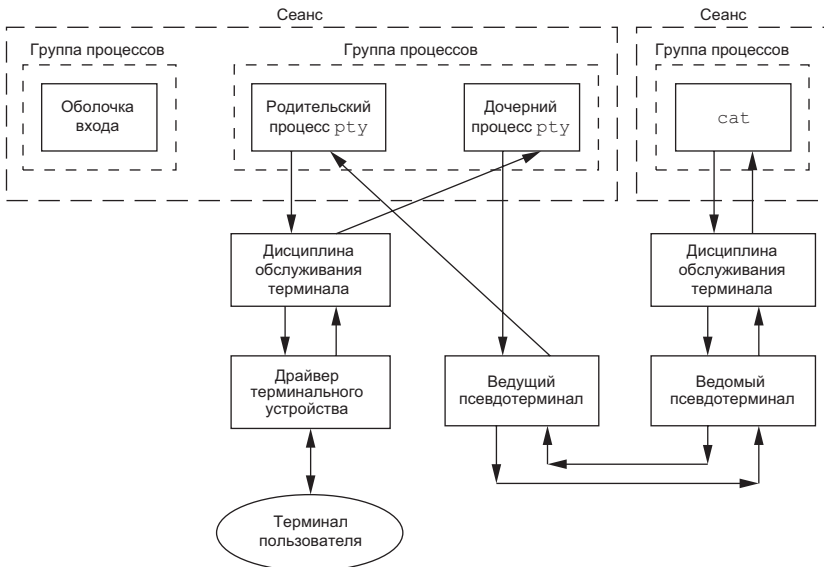 Сеанс
Сеанс
Группа процессов
Группа процессов
Группа процессов
Оболочка
входа
Родительский
процесс pty
Дочерний
процесс pty
cat
Дисциплина
обслуживания
терминала
Дисциплина
обслуживания
терминала
Драйвер
терминального
устройства
Ведущий
псевдотерминал
Ведомый
псевдотерминал
Терминал
пользователя